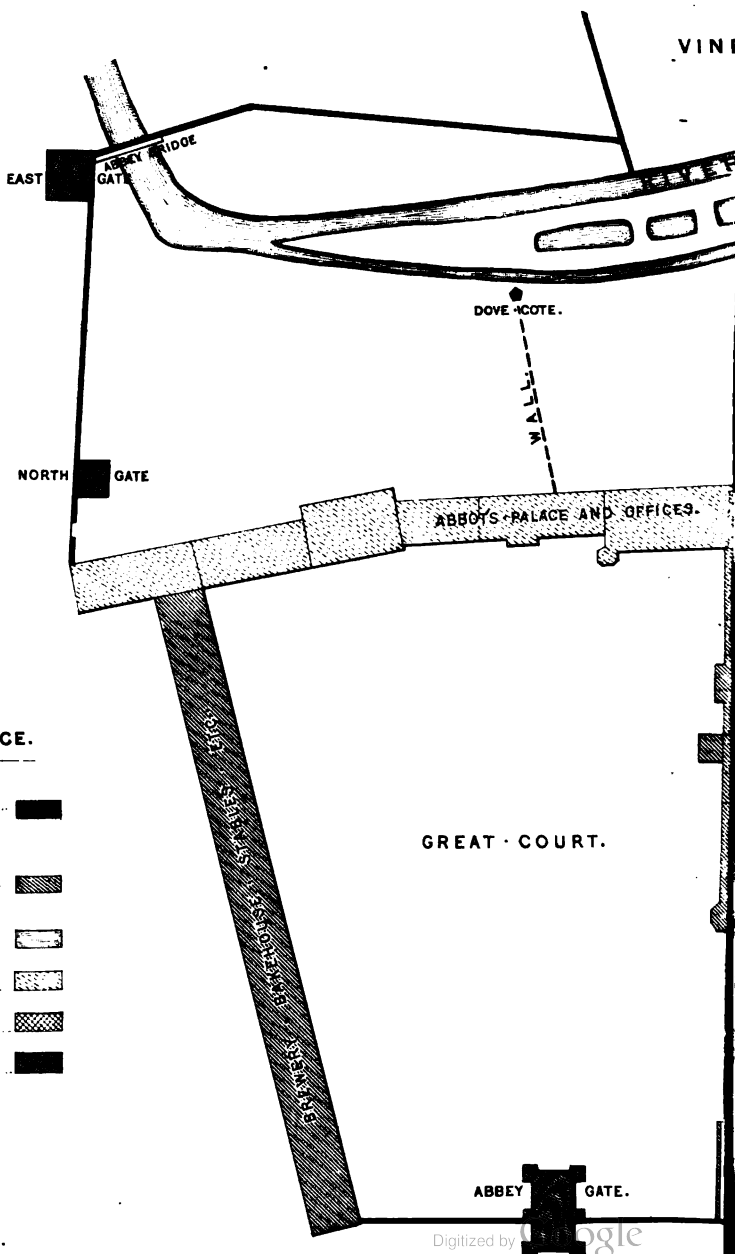 VINE
ABBEY BRIDGE
EAST GATE
RIVER
DOVE·COTE.
WALL.
NORTH GATE
ABBOTS·PALACE AND OFFICES.
CE.
BREWERY · BAKEHOUSE · STABLES · ETC.
GREAT · COURT.
ABBEY GATE.
Digitized by Google